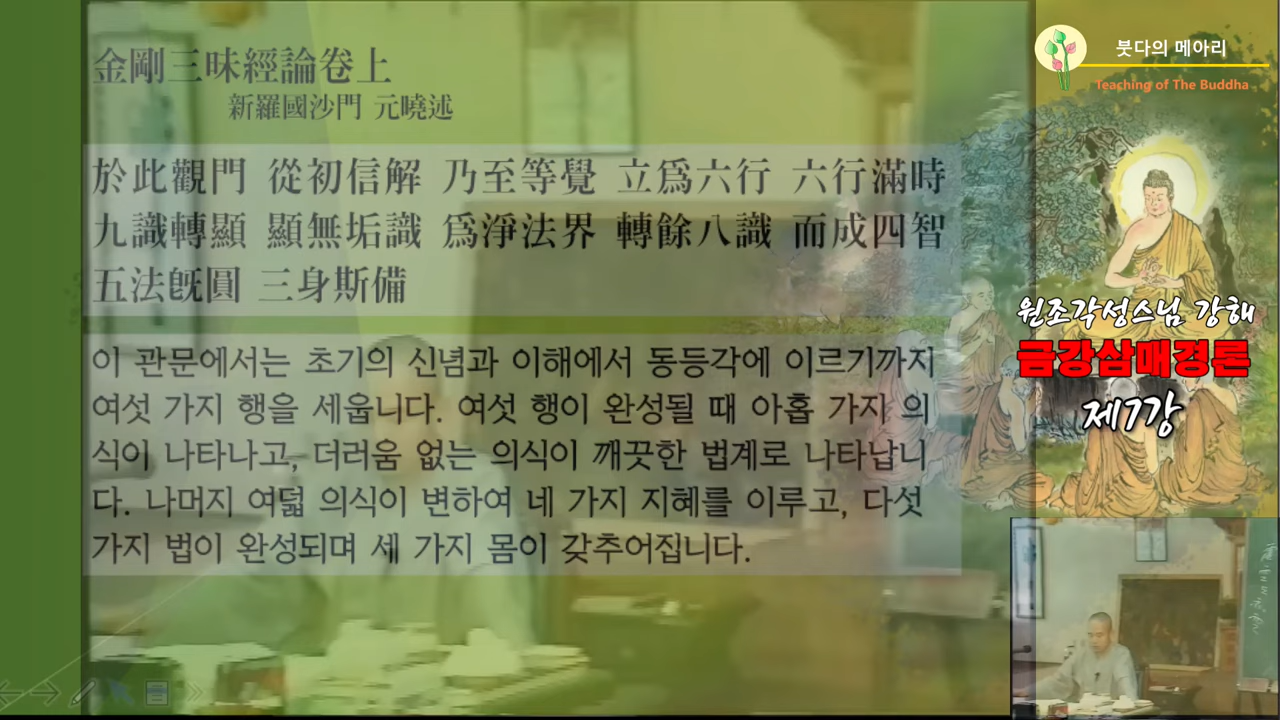 金剛三昧經論卷上
新羅國沙門 元曉述
於此觀門 從初信解 乃至等覺 立爲六行 六行滿時
九識轉顯 顯無垢識 爲淨法界 轉餘八識 而成四智
五法旣圓 三身斯備
이 관문에서는 초기의 신념과 이해에서 동등각에 이르기까지
여섯 가지 행을 세웁니다. 여섯 행이 완성될 때 아홉 가지 의
식이 나타나고, 더러움 없는 의식이 깨끗한 법계로 나타납니
다. 나머지 여덟 의식이 변하여 네 가지 지혜를 이루고, 다섯
가지 법이 완성되며 세 가지 몸이 갖추어집니다.
붓다의 메아리
Teaching of The Buddha
원조각성스님 강해
금강삼매경론
제7강